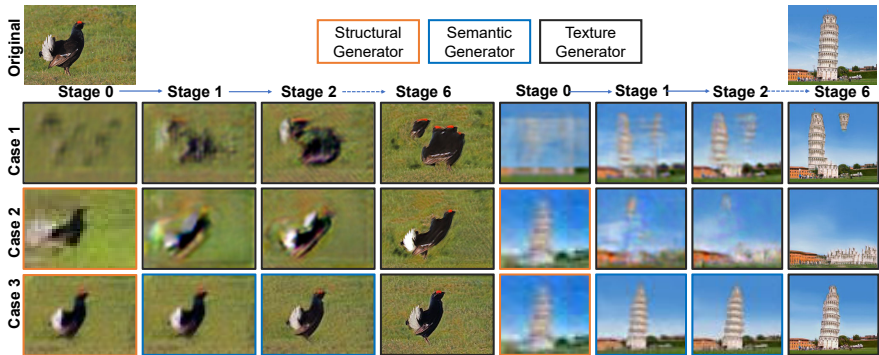 Original
Structural
Generator
Semantic
Generator
Texture
Generator
Stage 0 Stage 1 Stage 2 Stage 6 Stage 0 Stage 1 Stage 2 Stage 6
Case 1
Case 2
Case 3